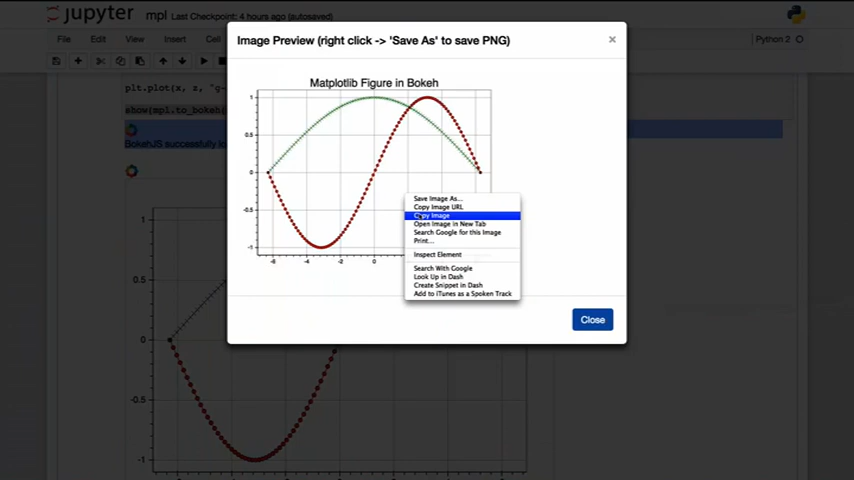 jupyter mpl Last Checkpoint: 4 hours ago (autosaved)
File Edit View Insert Cell
Python 2
plt.plot(x, z, "g-
show(mpl.to_bokeh(
BokehJS successfully lo
1
0.5
0
-0.5
-1
Image Preview (right click -> 'Save As' to save PNG)
×
Matplotlib Figure in Bokeh
1
0.5
0
-0.5
-1
-6 -4 -2 0
Save Image As...
Copy Image URL
Copy Image
Open Image in New Tab
Search Google for this Image
Print...
Inspect Element
Search With Google
Look Up in Dash
Create Snippet in Dash
Add to iTunes as a Spoken Track
Close